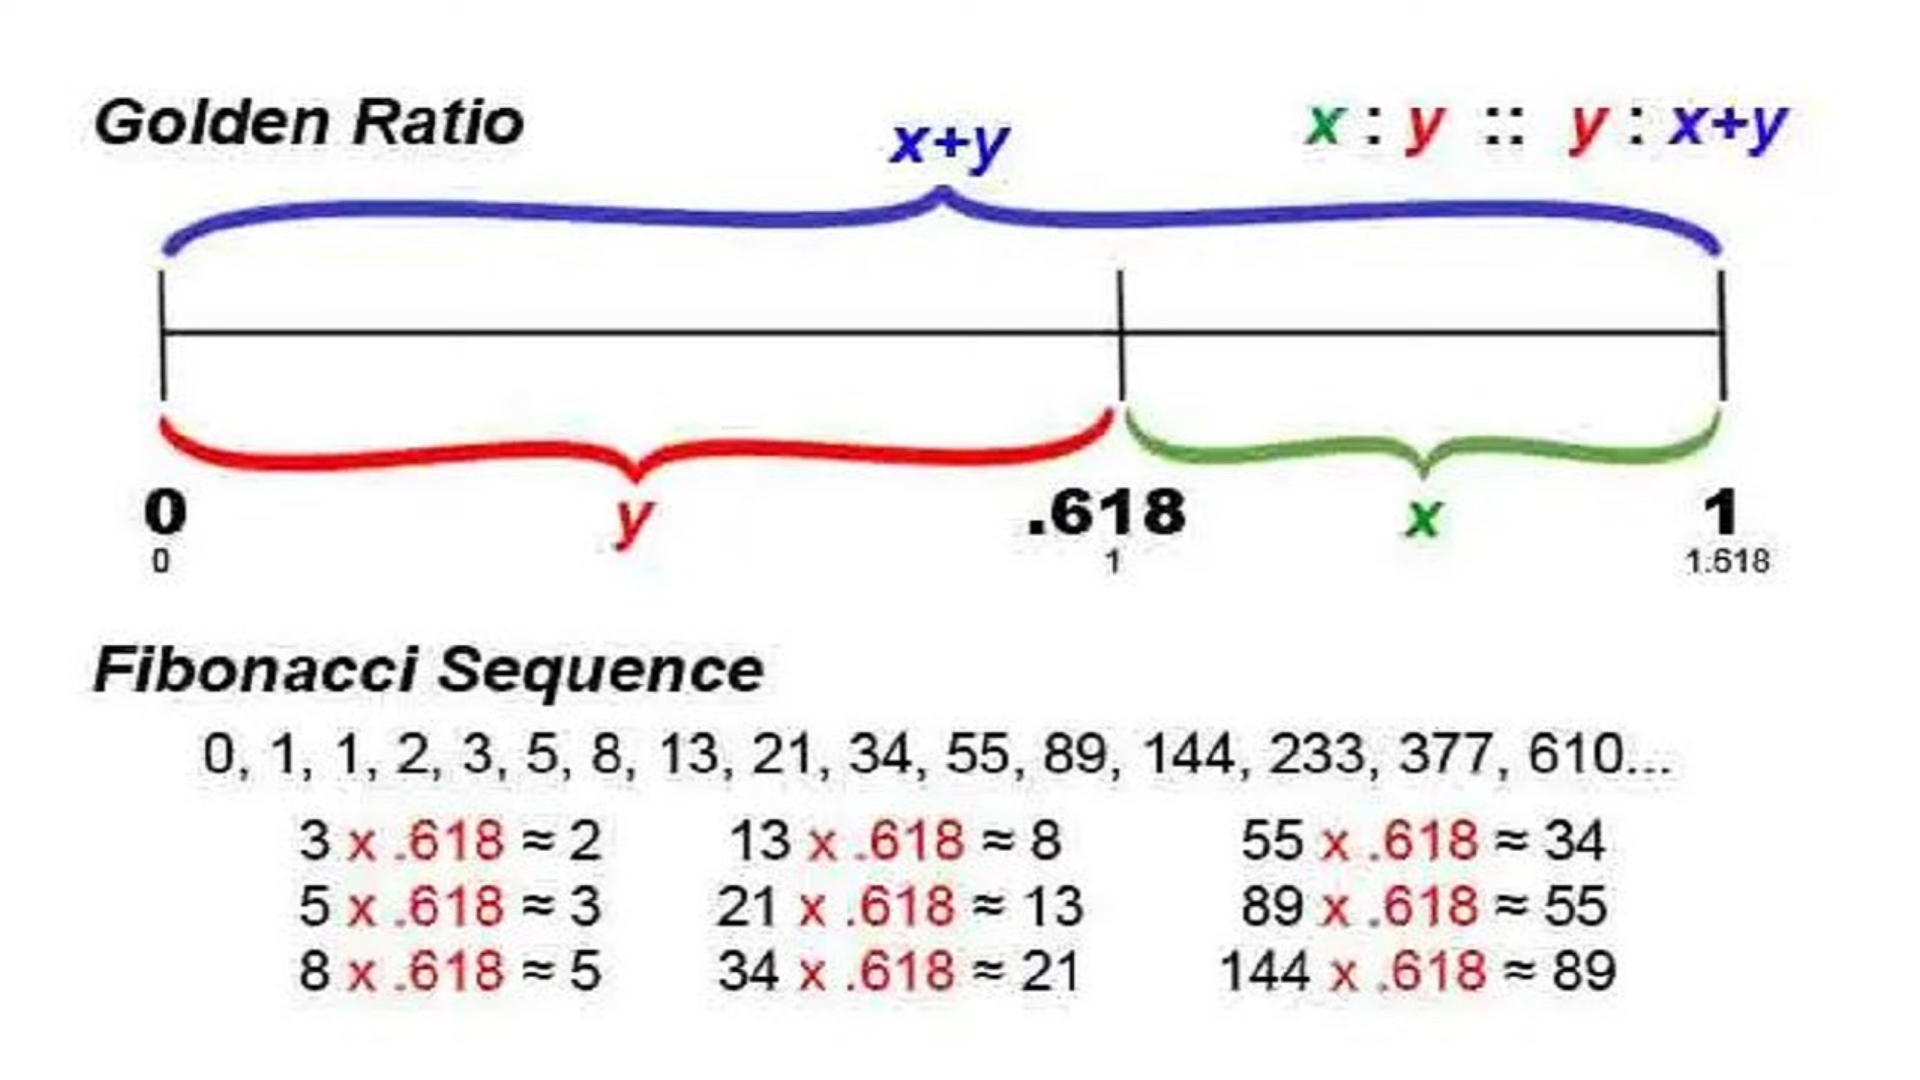 Golden Ratio
x+y
x : y :: y : x+y
0 y .618 x 1
0 1 1.618
Fibonacci Sequence
0, 1, 1, 2, 3, 5, 8, 13, 21, 34, 55, 89, 144, 233, 377, 610...
3 x .618 ≈ 2 13 x .618 ≈ 8 55 x .618 ≈ 34
5 x .618 ≈ 3 21 x .618 ≈ 13 89 x .618 ≈ 55
8 x .618 ≈ 5 34 x .618 ≈ 21 144 x .618 ≈ 89